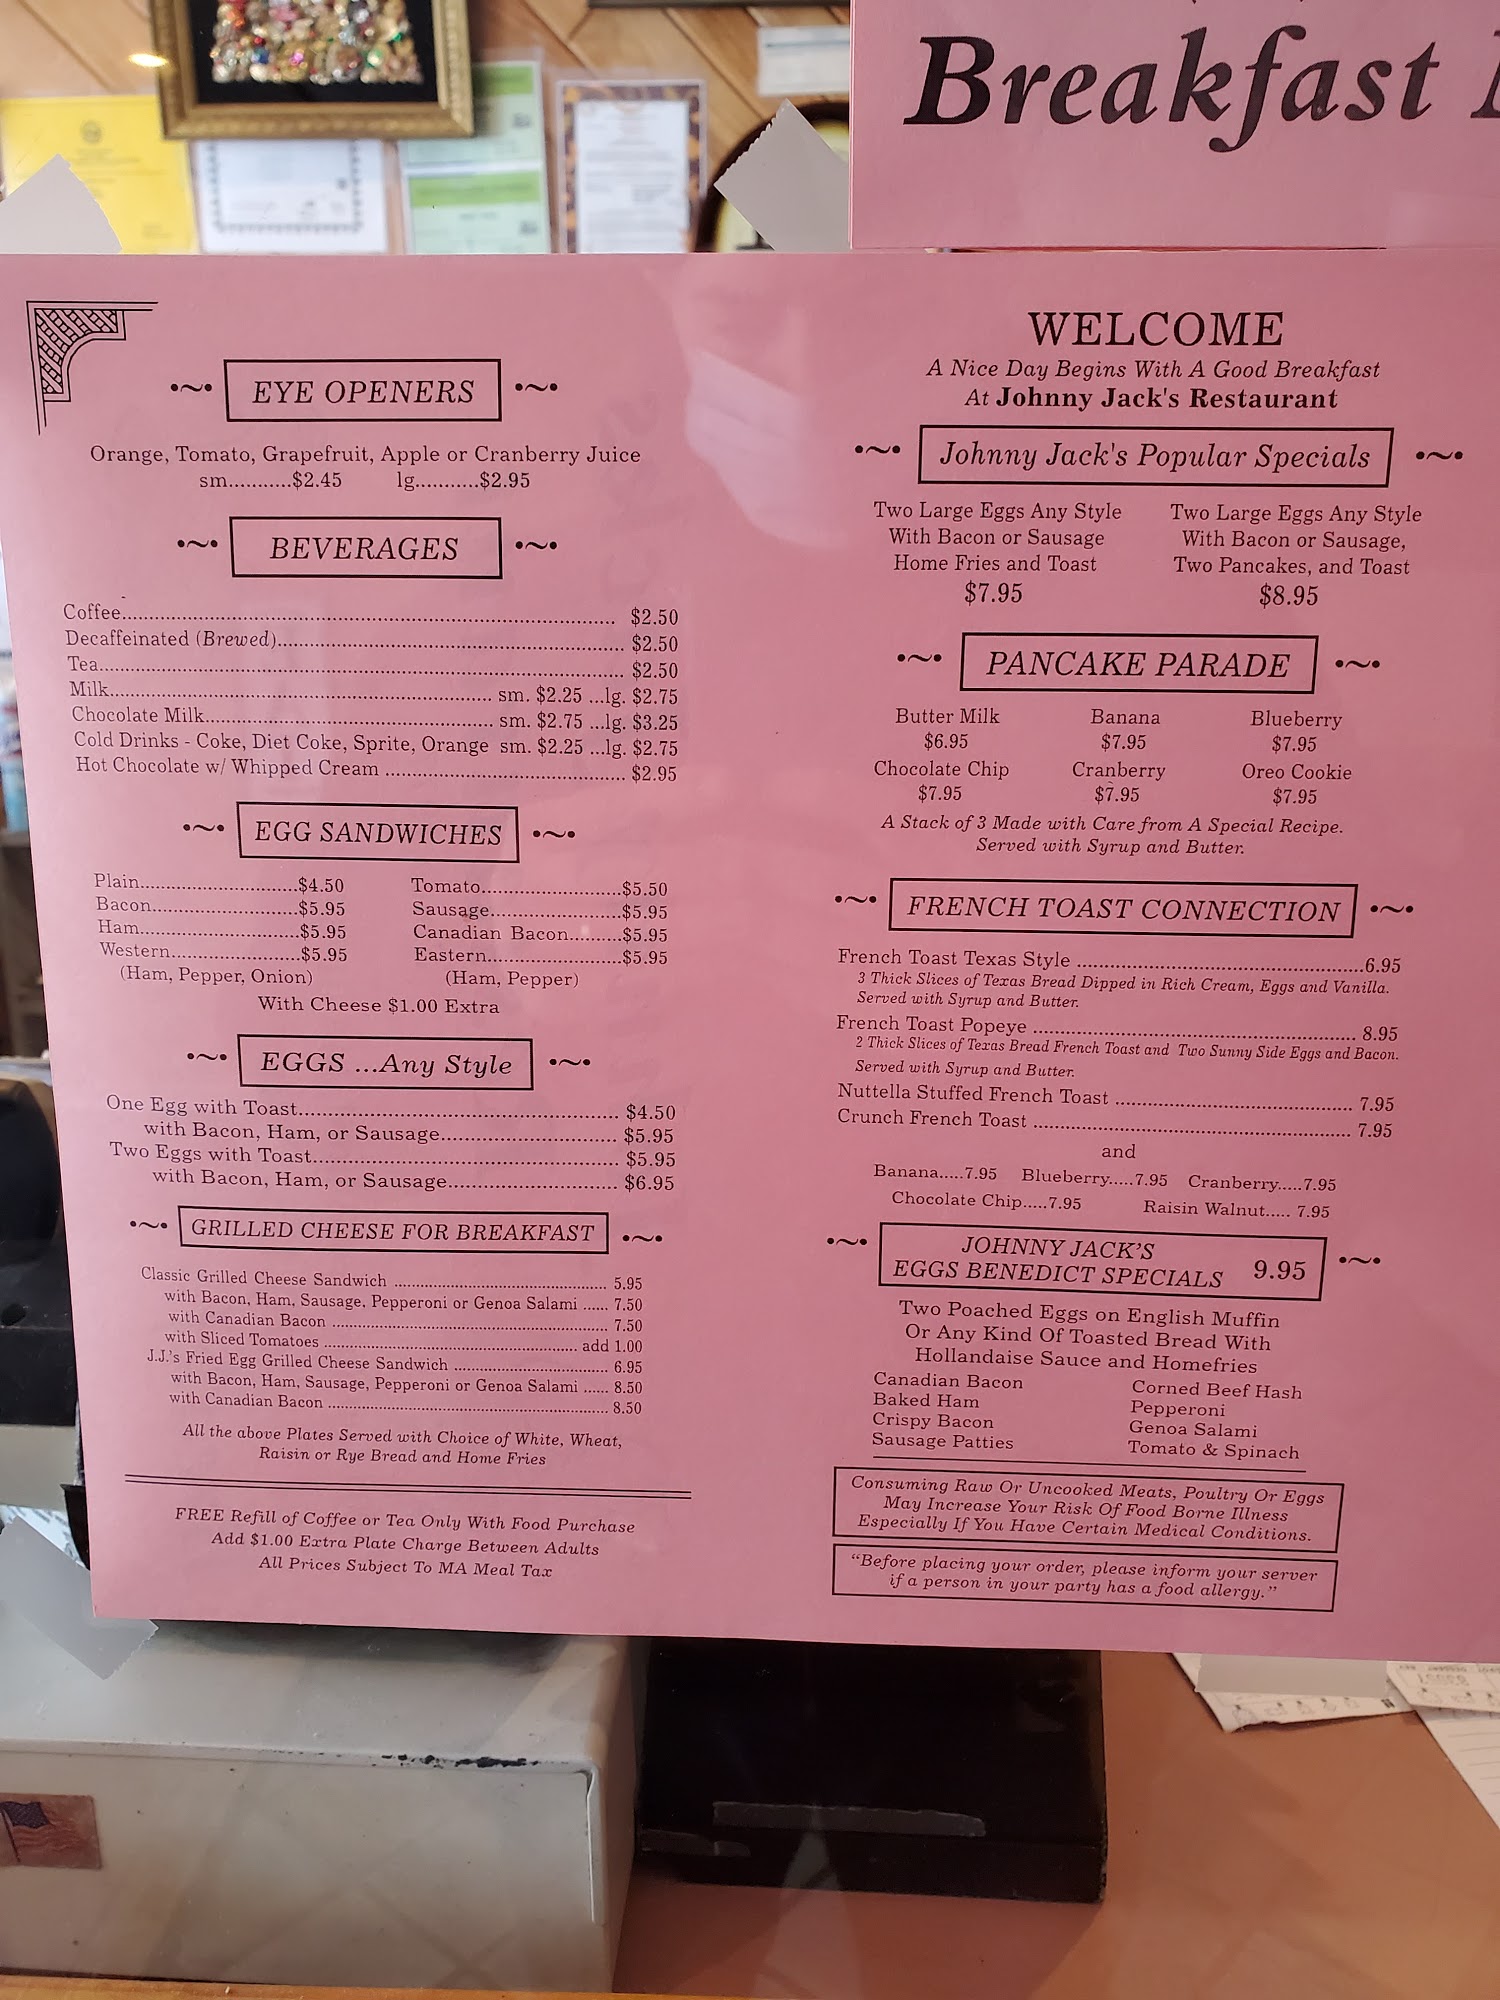 Breakfast
EYE OPENERS
Orange, Tomato, Grapefruit, Apple or Cranberry Juice
sm...........$2.45 lg...........$2.95
BEVERAGES
Coffee.................... $2.50
Decaffeinated (Brewed).................... $2.50
Tea.................... $2.50
Milk.................... sm. $2.25 ...lg. $2.75
Chocolate Milk.................... sm. $2.75 ...lg. $3.25
Cold Drinks - Coke, Diet Coke, Sprite, Orange sm. $2.25 ...lg. $2.75
Hot Chocolate w/ Whipped Cream .................... $2.95
EGG SANDWICHES
Plain....................$4.50 Tomato....................$5.50
Bacon....................$5.95 Sausage....................$5.95
Ham....................$5.95 Canadian Bacon.........$5.95
Western....................$5.95 Eastern....................$5.95
(Ham, Pepper, Onion) (Ham, Pepper)
With Cheese $1.00 Extra
EGGS ...Any Style
One Egg with Toast.................... $4.50
with Bacon, Ham, or Sausage.................... $5.95
Two Eggs with Toast.................... $5.95
with Bacon, Ham, or Sausage.................... $6.95
GRILLED CHEESE FOR BREAKFAST
Classic Grilled Cheese Sandwich .................... 5.95
with Bacon, Ham, Sausage, Pepperoni or Genoa Salami ...... 7.50
with Canadian Bacon .................... 7.50
with Sliced Tomatoes .................... add 1.00
J.J.'s Fried Egg Grilled Cheese Sandwich .................... 6.95
with Bacon, Ham, Sausage, Pepperoni or Genoa Salami ...... 8.50
with Canadian Bacon .................... 8.50
All the above Plates Served with Choice of White, Wheat,
Raisin or Rye Bread and Home Fries
FREE Refill of Coffee or Tea Only With Food Purchase
Add $1.00 Extra Plate Charge Between Adults
All Prices Subject To MA Meal Tax
WELCOME
A Nice Day Begins With A Good Breakfast
At Johnny Jack's Restaurant
Johnny Jack's Popular Specials
Two Large Eggs Any Style Two Large Eggs Any Style
With Bacon or Sausage With Bacon or Sausage,
Home Fries and Toast Two Pancakes, and Toast
$7.95 $8.95
PANCAKE PARADE
Butter Milk Banana Blueberry
$6.95 $7.95 $7.95
Chocolate Chip Cranberry Oreo Cookie
$7.95 $7.95 $7.95
A Stack of 3 Made with Care from A Special Recipe.
Served with Syrup and Butter.
FRENCH TOAST CONNECTION
French Toast Texas Style ....................6.95
3 Thick Slices of Texas Bread Dipped in Rich Cream, Eggs and Vanilla.
Served with Syrup and Butter.
French Toast Popeye .................... 8.95
2 Thick Slices of Texas Bread French Toast and Two Sunny Side Eggs and Bacon.
Served with Syrup and Butter.
Nuttella Stuffed French Toast .................... 7.95
Crunch French Toast .................... 7.95
and
Banana.....7.95 Blueberry.....7.95 Cranberry.....7.95
Chocolate Chip.....7.95 Raisin Walnut..... 7.95
JOHNNY JACK'S
EGGS BENEDICT SPECIALS 9.95
Two Poached Eggs on English Muffin
Or Any Kind Of Toasted Bread With
Hollandaise Sauce and Homefries
Canadian Bacon Corned Beef Hash
Baked Ham Pepperoni
Crispy Bacon Genoa Salami
Sausage Patties Tomato & Spinach
Consuming Raw Or Uncooked Meats, Poultry Or Eggs
May Increase Your Risk Of Food Borne Illness
Especially If You Have Certain Medical Conditions.
"Before placing your order, please inform your server
if a person in your party has a food allergy."